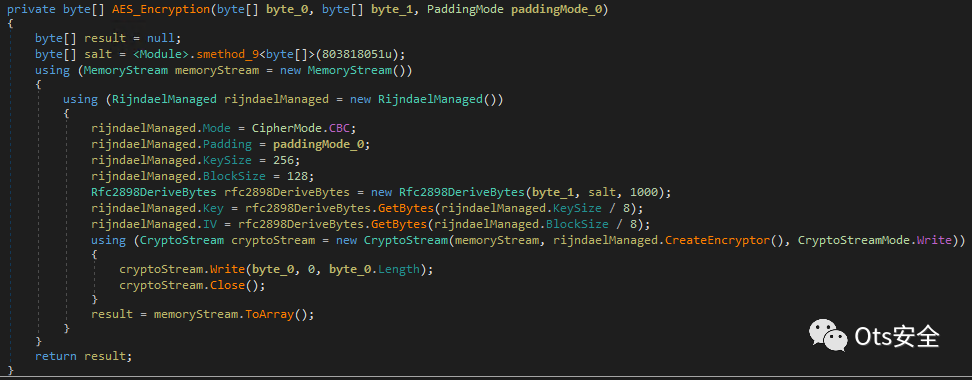 private byte[] AES_Encryption(byte[] byte_0, byte[] byte_1, PaddingMode paddingMode_0)
{
    byte[] result = null;
    byte[] salt = <Module>.smethod_9<byte[]>(803818051u);
    using (MemoryStream memoryStream = new MemoryStream())
    {
        using (RijndaelManaged rijndaelManaged = new RijndaelManaged())
        {
            rijndaelManaged.Mode = CipherMode.CBC;
            rijndaelManaged.Padding = paddingMode_0;
            rijndaelManaged.KeySize = 256;
            rijndaelManaged.BlockSize = 128;
            Rfc2898DeriveBytes rfc2898DeriveBytes = new Rfc2898DeriveBytes(byte_1, salt, 1000);
            rijndaelManaged.Key = rfc2898DeriveBytes.GetBytes(rijndaelManaged.KeySize / 8);
            rijndaelManaged.IV = rfc2898DeriveBytes.GetBytes(rijndaelManaged.BlockSize / 8);
            using (CryptoStream cryptoStream = new CryptoStream(memoryStream, rijndaelManaged.CreateEncryptor(), CryptoStreamMode.Write))
            {
                cryptoStream.Write(byte_0, 0, byte_0.Length);
                cryptoStream.Close();
            }
            result = memoryStream.ToArray();
        }
    }
    return result;
}
Ots安全